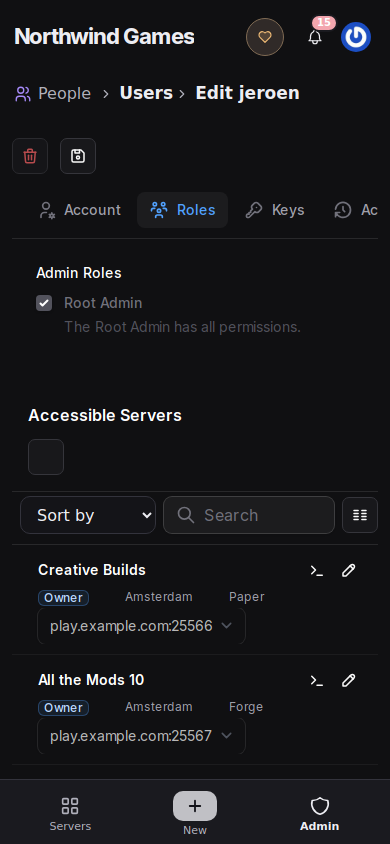 Northwind Games
15
People › Users › Edit jeroen
Account Roles Keys Ac
Admin Roles
Root Admin
The Root Admin has all permissions.
Accessible Servers
Sort by Search
Creative Builds
Owner Amsterdam Paper
play.example.com:25566
All the Mods 10
Owner Amsterdam Forge
play.example.com:25567
Servers New Admin